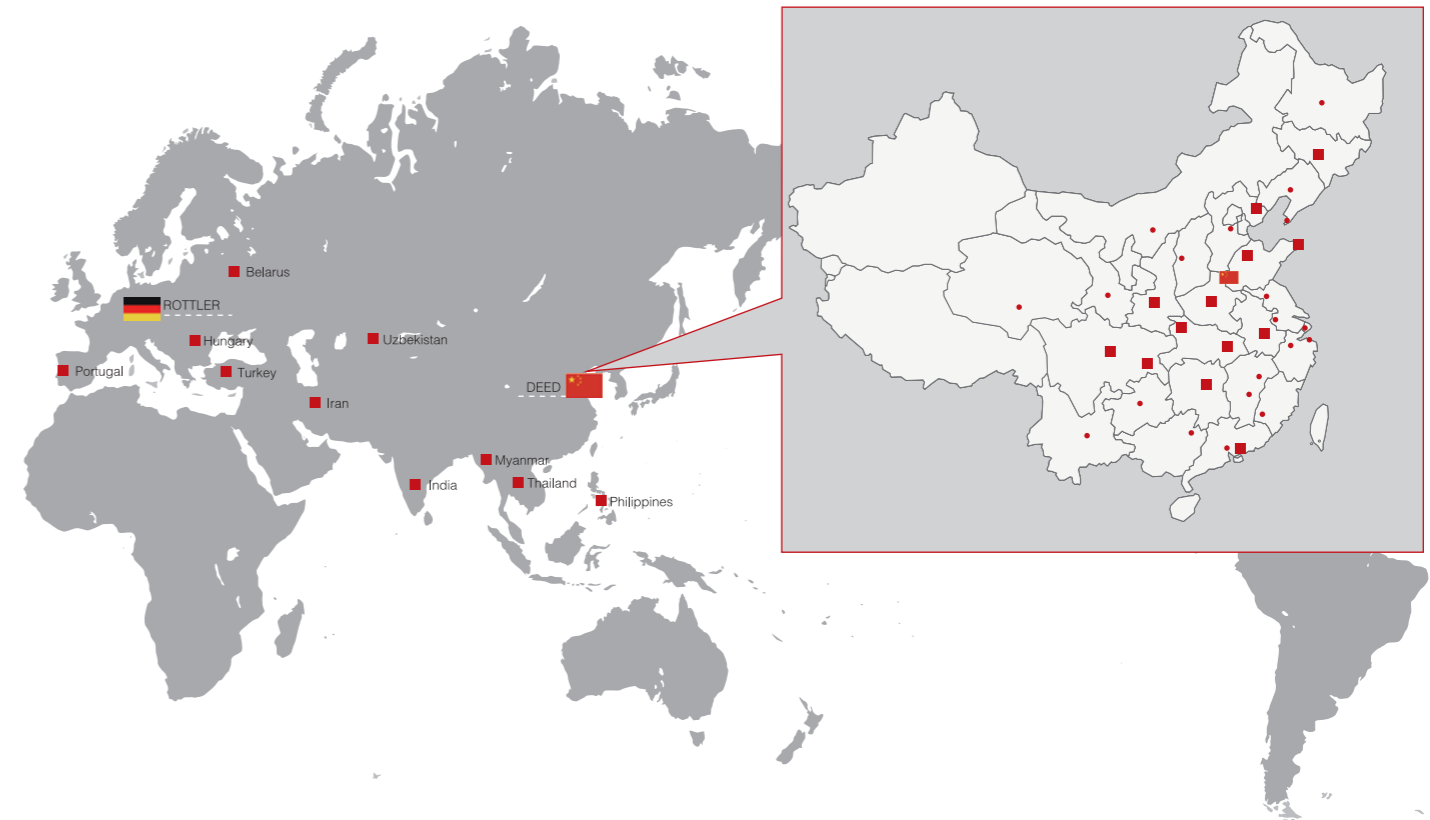 Belarus
ROTTLER
Hungary
Uzbekistan
Portugal
Turkey
DEED
Iran
Myanmar
India
Thailand
Philippines